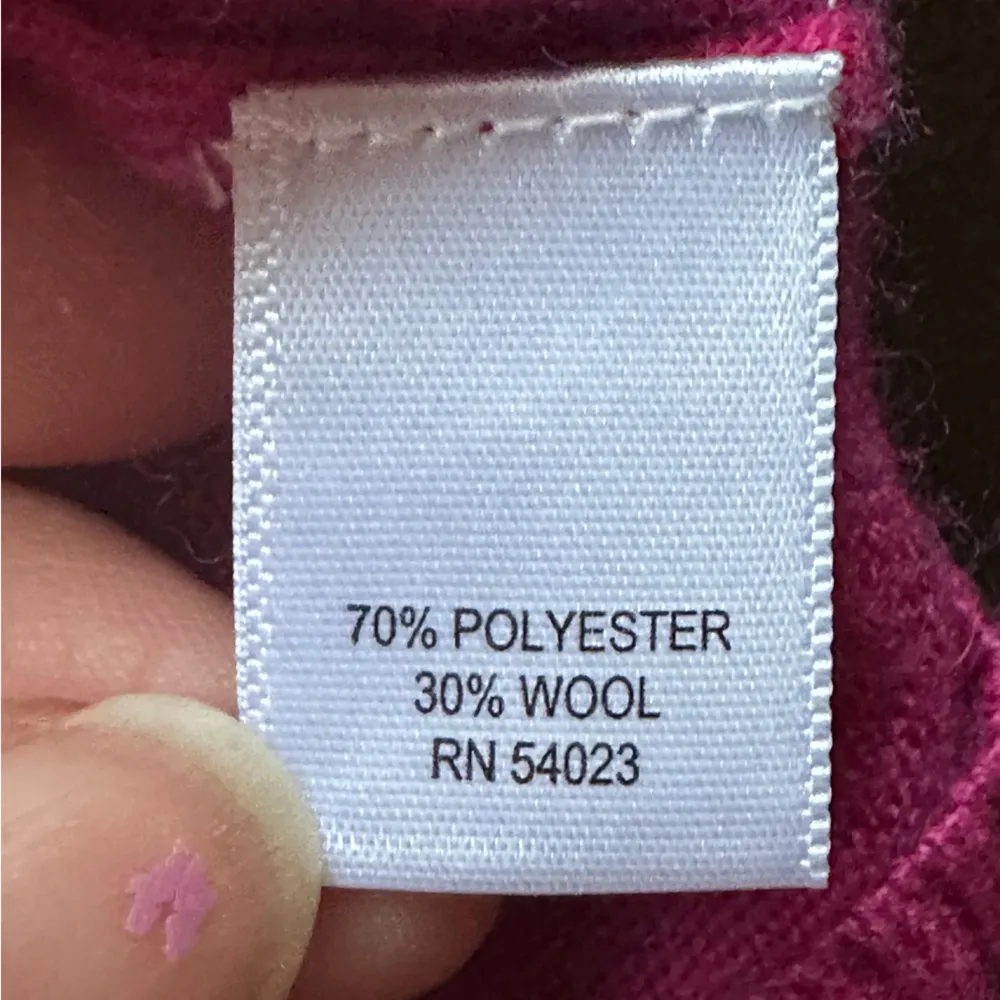 70% POLYESTER
30% WOOL
RN 54023